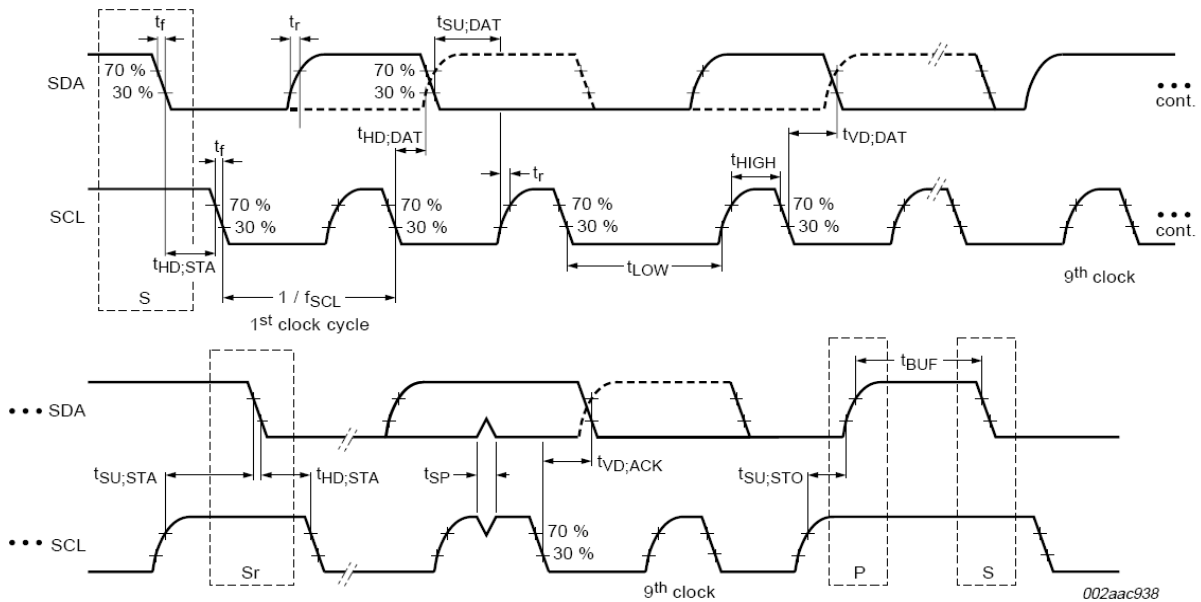 tf tr tSU;DAT
SDA 70 % 30 % 70 % 30 % cont.
tHD;DAT tVD;DAT
tf tr tHIGH
SCL 70 % 30 % 70 % 30 % 70 % 30 % 70 % 30 % cont.
tHD;STA tLOW
S 1 / fSCL 9th clock
1st clock cycle
tBUF
SDA
tSU;STA tHD;STA tSP tVD;ACK tSU;STO
SCL 70 % 30 %
Sr P S
9th clock
002aac938